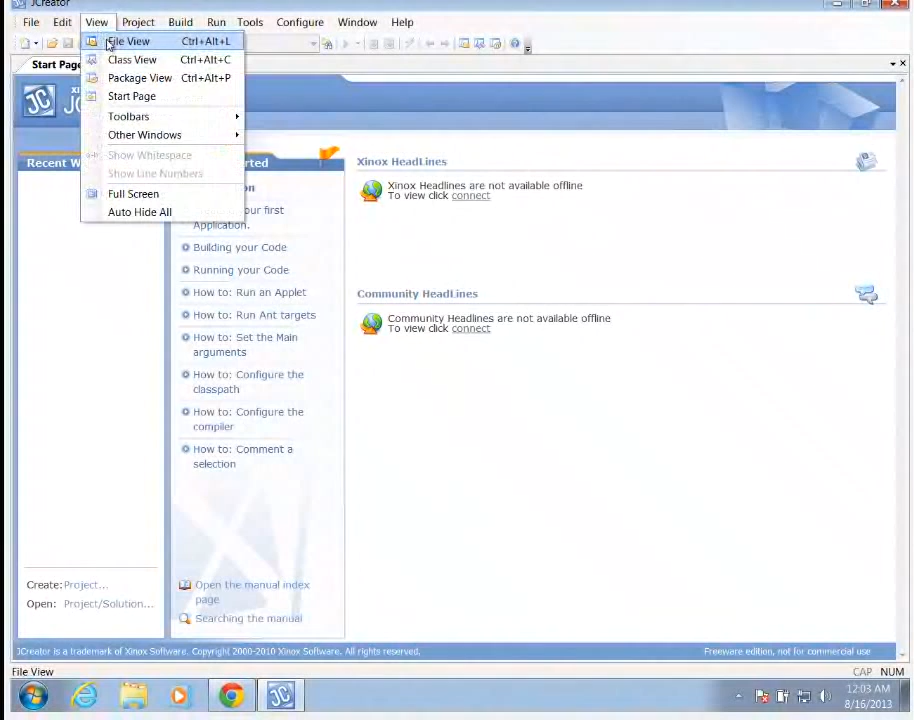 JCreator
File Edit View Project Build Run Tools Configure Window Help
File View Ctrl+Alt+L
Class View Ctrl+Alt+C
Package View Ctrl+Alt+P
Start Page
Toolbars
Other Windows
Show Whitespace
Show Line Numbers
Full Screen
Auto Hide All
Start Page
JC
Recent W
rted
on
your first
Application.
Building your Code
Running your Code
How to: Run an Applet
How to: Run Ant targets
How to: Set the Main
arguments
How to: Configure the
classpath
How to: Configure the
compiler
How to: Comment a
selection
Open the manual index
page
Searching the manual
Create: Project...
Open: Project/Solution...
Xinox HeadLines
Xinox Headlines are not available offline
To view click connect
Community HeadLines
Community Headlines are not available offline
To view click connect
JCreator is a trademark of Xinox Software. Copyright 2000-2010 Xinox Software. All rights reserved.
Freeware edition, not for commercial use
File View
CAP NUM
12:03 AM
8/16/2013